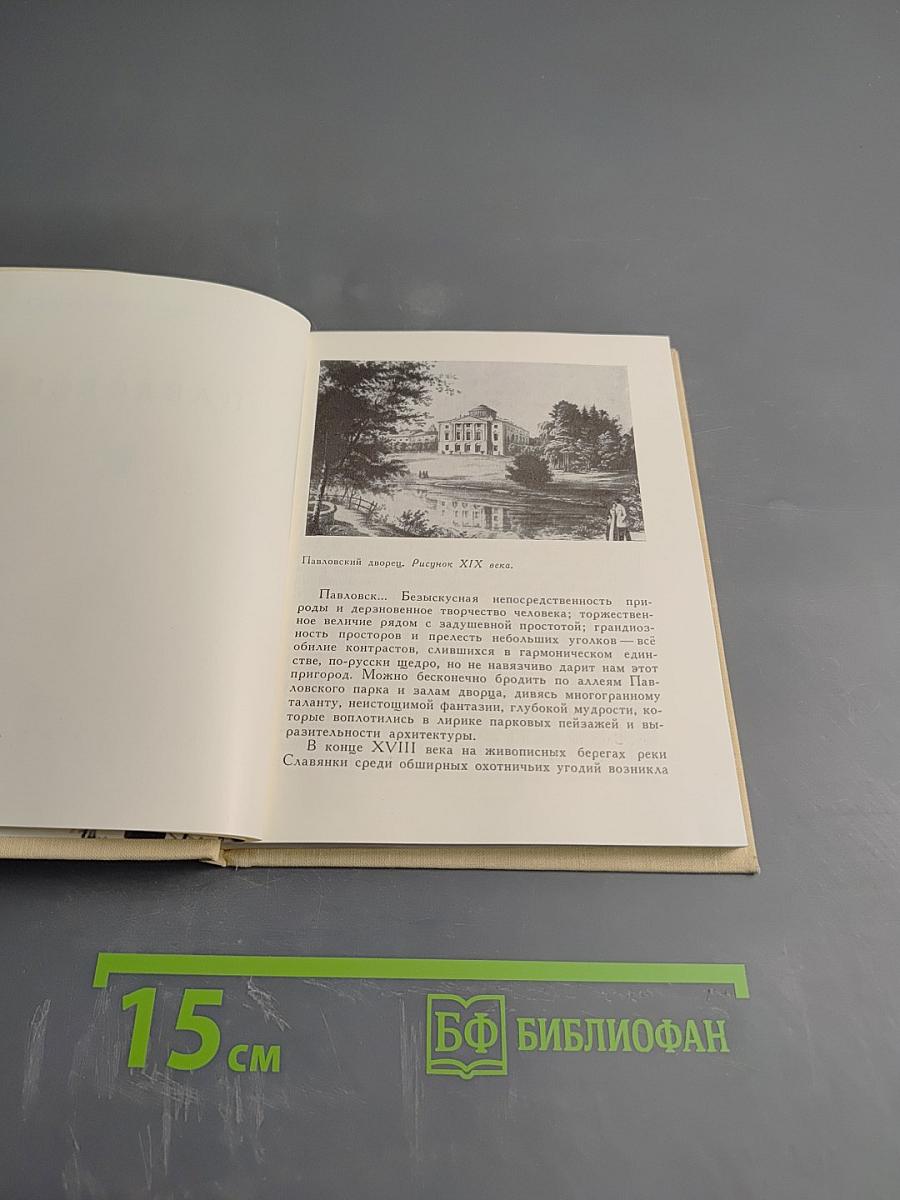 Павловский дворец. Рисунок XIX века.
Павловск... Безыскусная непосредственность при-
роды и дерзновенное творчество человека; торжествен-
ное величие рядом с задушевной простотой; грандиоз-
ность просторов и прелесть небольших уголков — всё
обилие контрастов, слившихся в гармоническом един-
стве, по-русски щедро, но не навязчиво дарит нам этот
пригород. Можно бесконечно бродить по аллеям Пав-
ловского парка и залам дворца, дивясь многогранному
таланту, неистощимой фантазии, глубокой мудрости, ко-
торые воплотились в лирике парковых пейзажей и вы-
разительности архитектуры.
В конце XVIII века на живописных берегах реки
Славянки среди обширных охотничьих угодий возникла
15 см
БФ БИБЛИОФАН